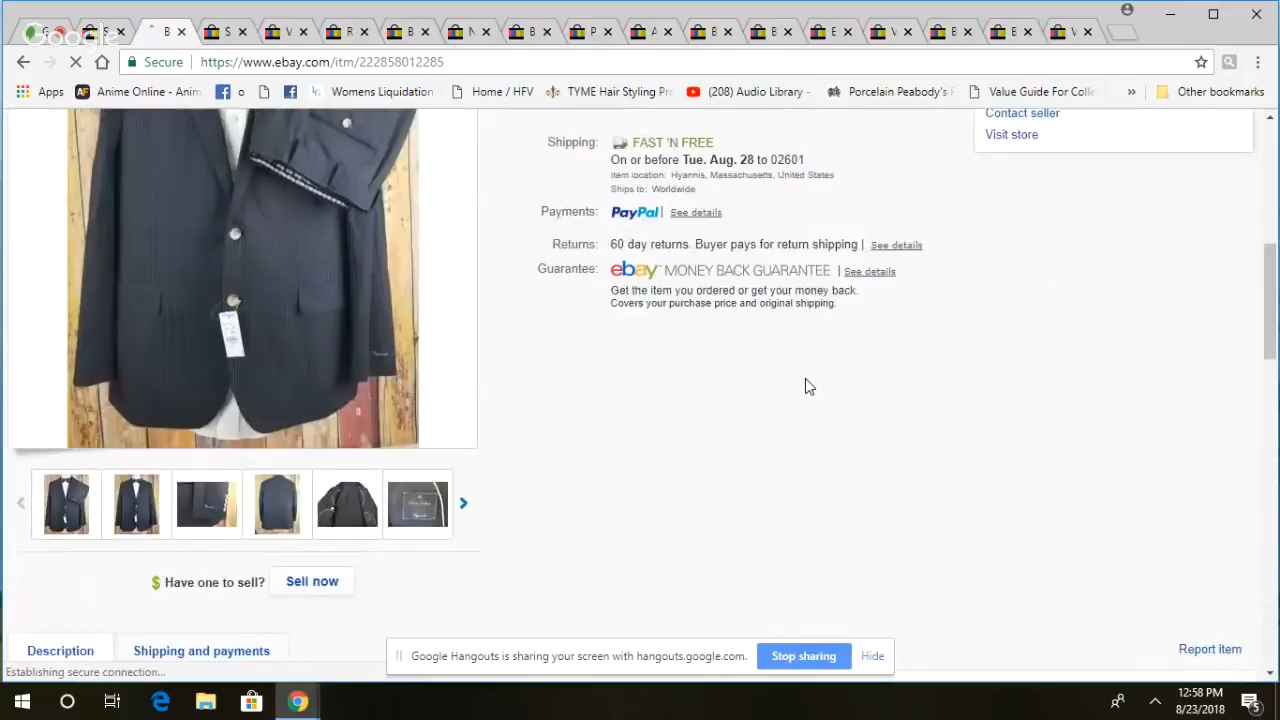 Google
B
S
V
R
B
N
B
P
A
B
B
E
V
B
B
V
Secure
https://www.ebay.com/itm/222858012285
Apps
Anime Online - Anim
o
Womens Liquidation
Home / HFV
TYME Hair Styling Pro
(208) Audio Library -
Porcelain Peabody's F
Value Guide For Colle
»
Other bookmarks
Contact seller
Visit store
Shipping: FAST 'N FREE
On or before Tue. Aug. 28 to 02601
Item location: Hyannis, Massachusetts, United States
Ships to: Worldwide
Payments: PayPal | See details
Returns: 60 day returns. Buyer pays for return shipping | See details
Guarantee: ebay MONEY BACK GUARANTEE | See details
Get the item you ordered or get your money back.
Covers your purchase price and original shipping.
$ Have one to sell? Sell now
Description
Shipping and payments
Report item
Google Hangouts is sharing your screen with hangouts.google.com.
Stop sharing
Hide
Establishing secure connection...
12:58 PM
8/23/2018
5